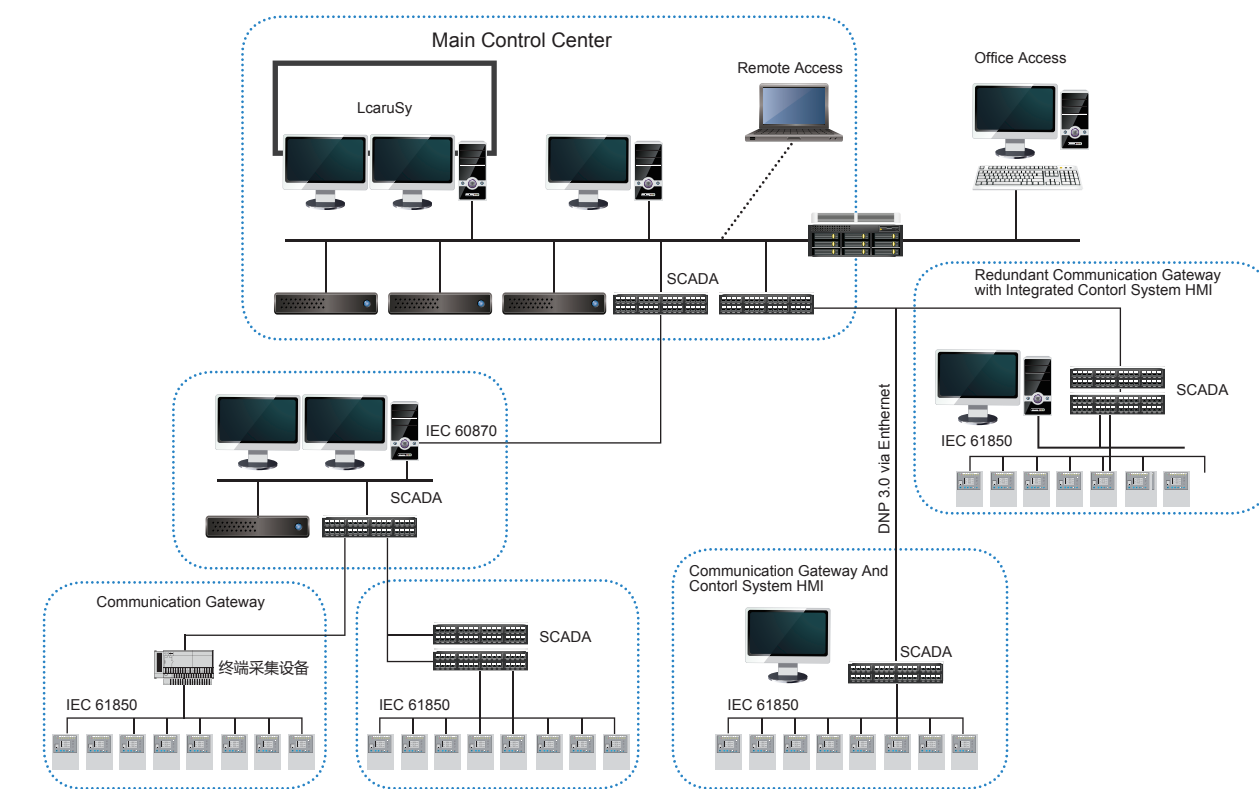 Main Control Center
LcaruSy
Remote Access
Office Access
SCADA
Redundant Communication Gateway
with Integrated Contorl System HMI
SCADA
IEC 61850
IEC 60870
SCADA
DNP 3.0 via Enthernet
Communication Gateway
终端采集设备
IEC 61850
SCADA
IEC 61850
Communication Gateway And
Contorl System HMI
SCADA
IEC 61850